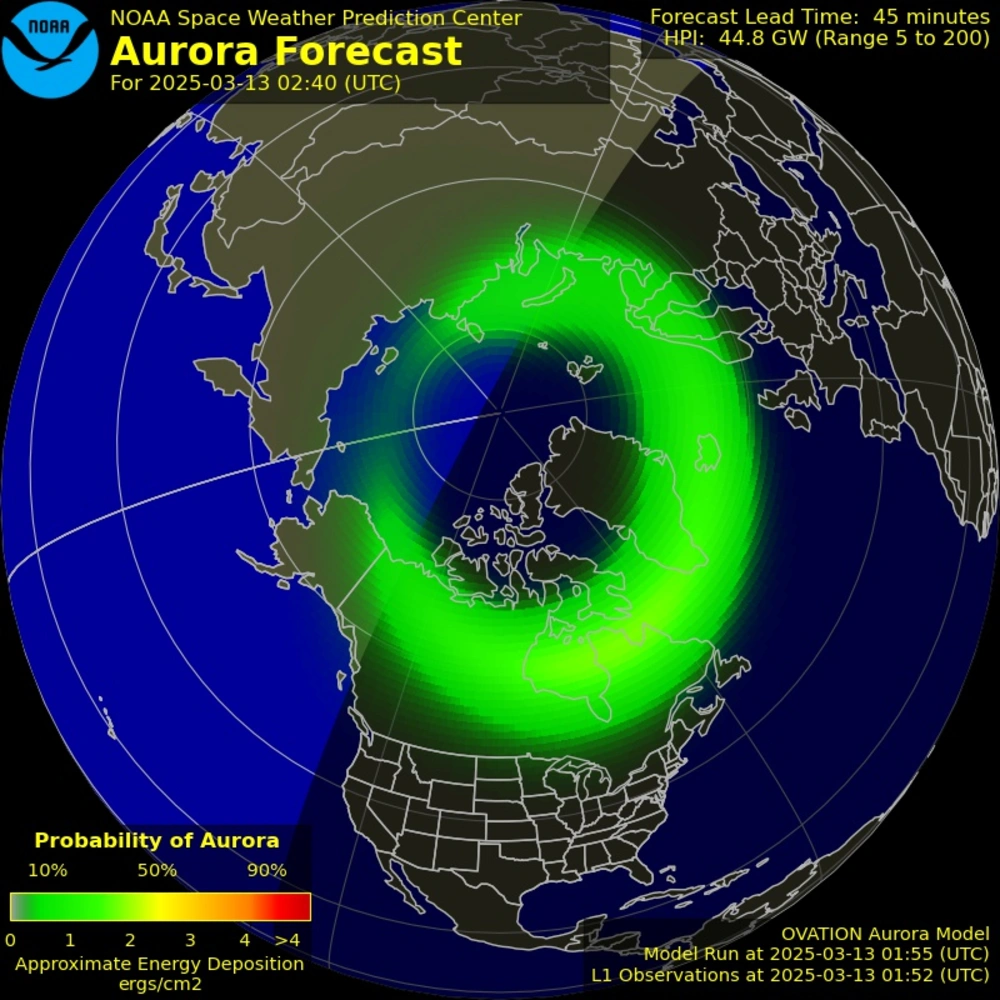 NOAA
NOAA Space Weather Prediction Center
Aurora Forecast
For 2025-03-13 02:40 (UTC)
Forecast Lead Time: 45 minutes
HPI: 44.8 GW (Range 5 to 200)
Probability of Aurora
10% 50% 90%
0 1 2 3 4 >4
Approximate Energy Deposition
ergs/cm2
OVATION Aurora Model
Model Run at 2025-03-13 01:55 (UTC)
L1 Observations at 2025-03-13 01:52 (UTC)